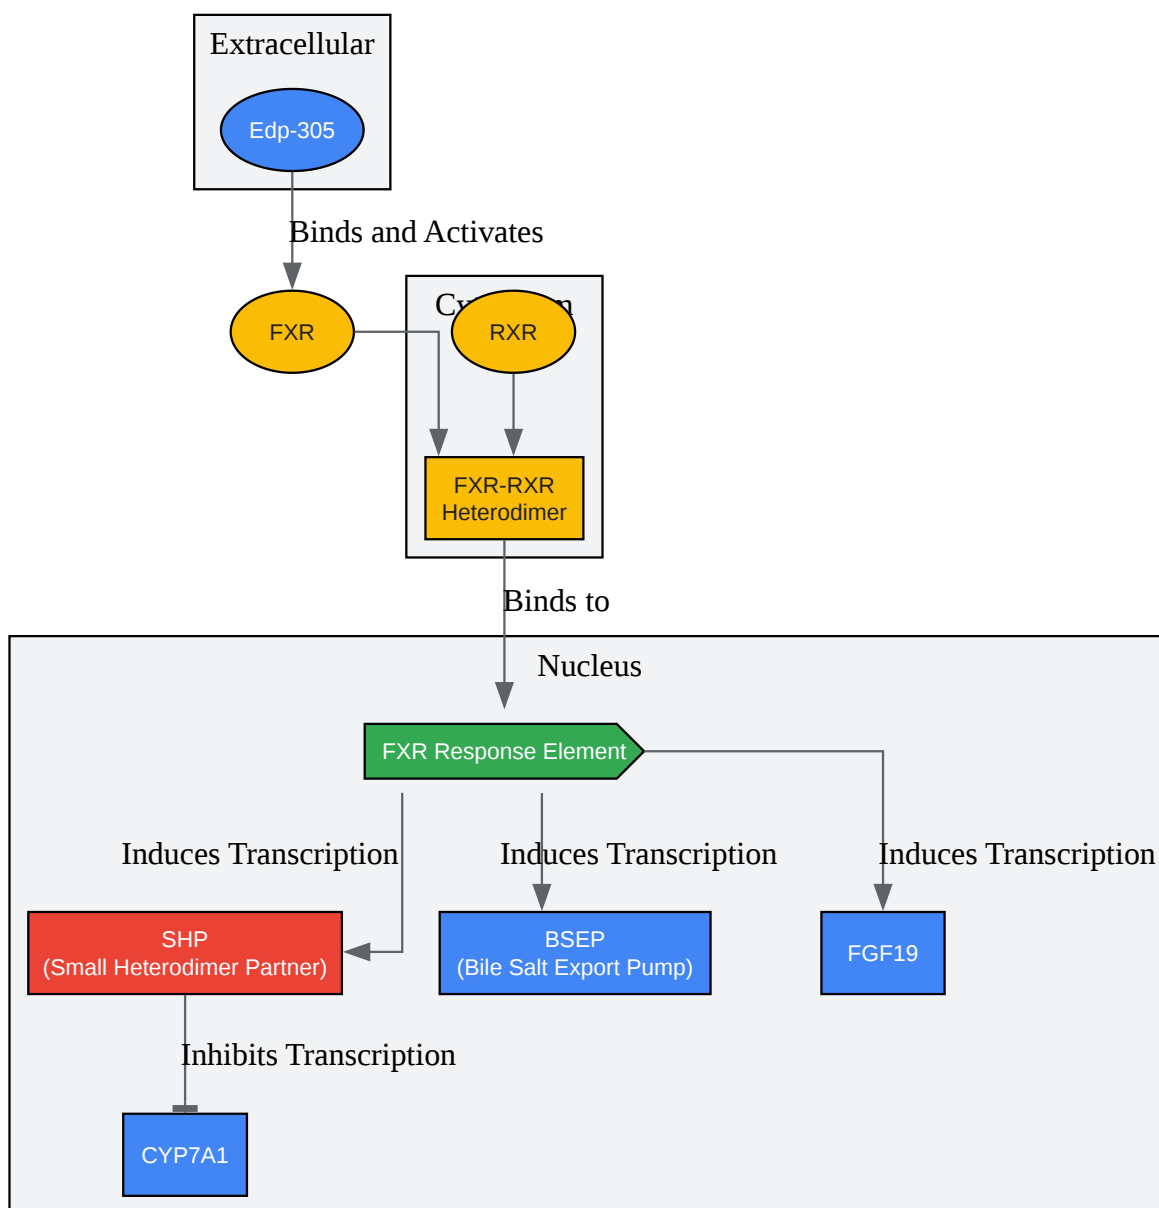 Extracellular
Edp-305
Binds and Activates
FXR
RXR
FXR-RXR
Heterodimer
Binds to
Nucleus
FXR Response Element
Induces Transcription
Induces Transcription
Induces Transcription
SHP
(Small Heterodimer Partner)
BSEP
(Bile Salt Export Pump)
FGF19
Inhibits Transcription
CYP7A1